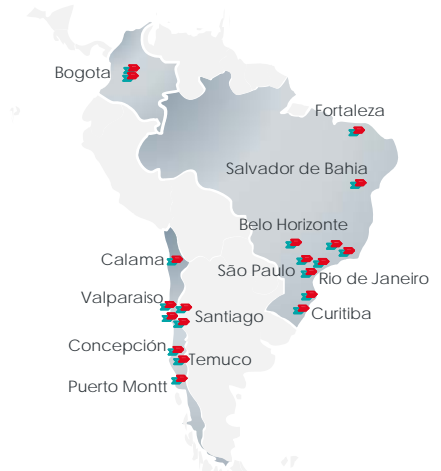 Bogota
Fortaleza
Salvador de Bahia
Belo Horizonte
Calama
São Paulo
Rio de Janeiro
Valparaiso
Santiago
Curitiba
Concepción
Temuco
Puerto Montt